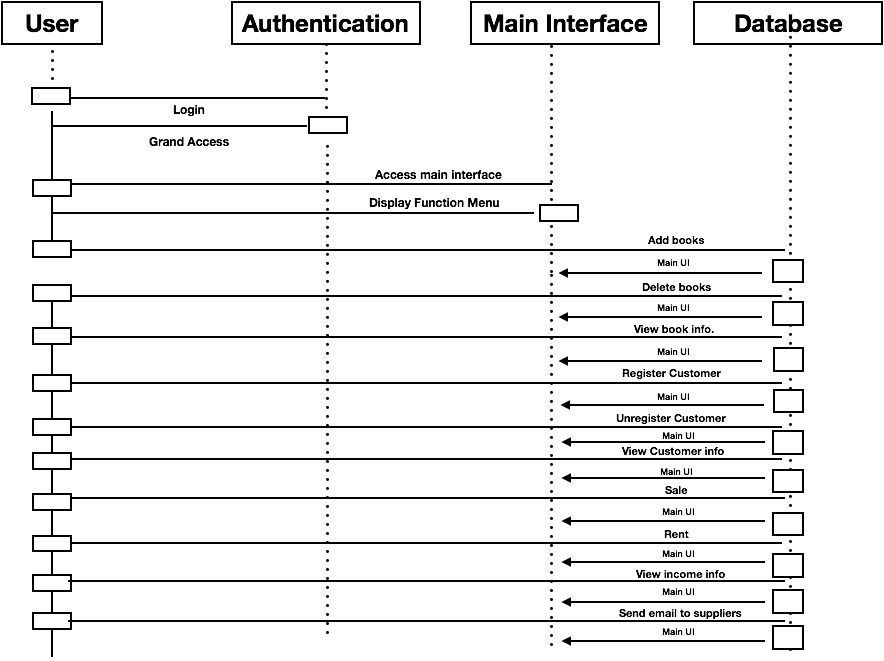 User
Authentication
Main Interface
Database
Login
Grand Access
Access main interface
Display Function Menu
Add books
Main UI
Delete books
Main UI
View book info.
Main UI
Register Customer
Main UI
Unregister Customer
Main UI
View Customer info
Main UI
Sale
Main UI
Rent
Main UI
View income info
Main UI
Send email to suppliers
Main UI